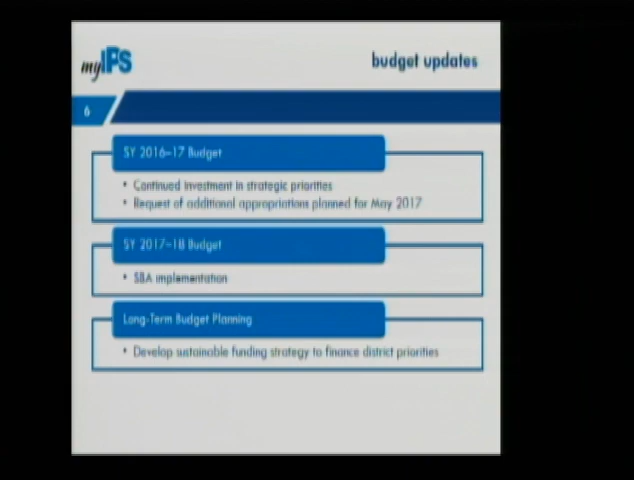 myIPS
budget updates
6
SY 2016–17 Budget
• Continued investment in strategic priorities
• Request of additional appropriations planned for May 2017
SY 2017–18 Budget
• SBA implementation
Long-Term Budget Planning
• Develop sustainable funding strategy to finance district priorities